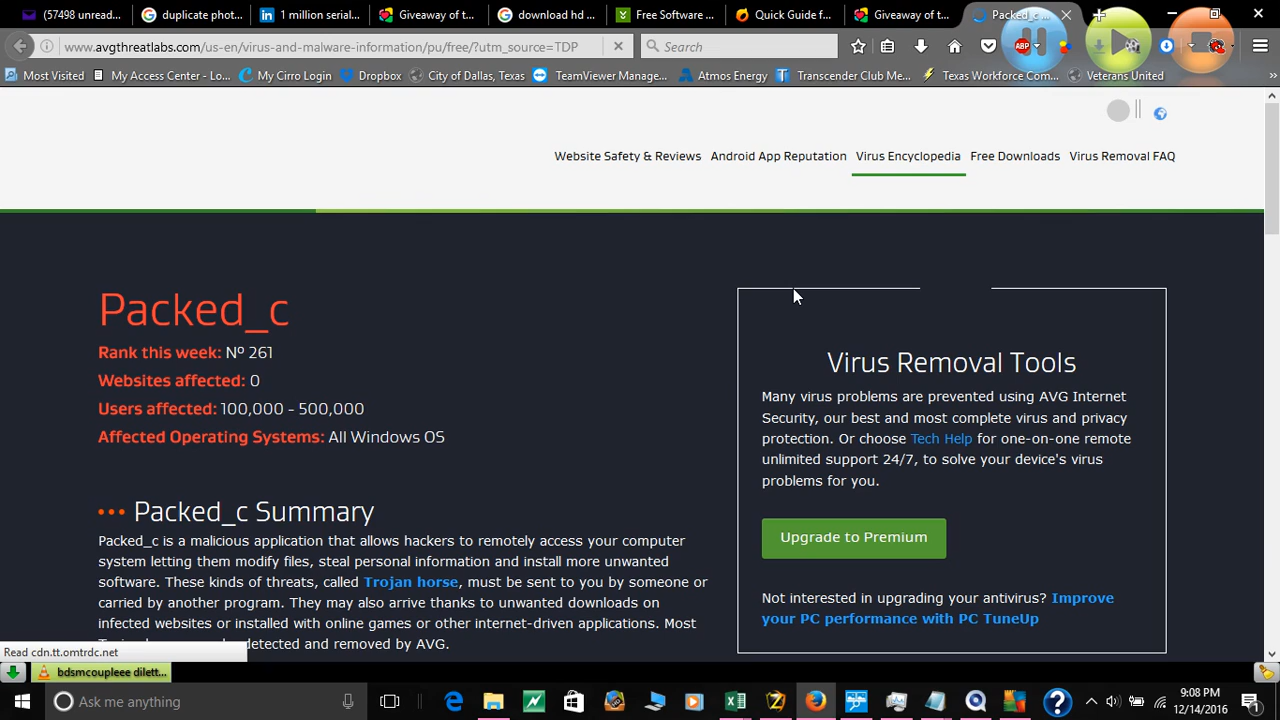 (57498 unread...
duplicate phot...
1 million serial...
Giveaway of t...
download hd ...
Free Software ...
Quick Guide f...
Giveaway of t...
Packed_c ...
www.avgthreatlabs.com/us-en/virus-and-malware-information/pu/free/?utm_source=TDP
Search
ABP
Most Visited
My Access Center - Lo...
My Cirro Login
Dropbox
City of Dallas, Texas
TeamViewer Manage...
Atmos Energy
Transcender Club Me...
Texas Workforce Com...
Veterans United
Website Safety & Reviews
Android App Reputation
Virus Encyclopedia
Free Downloads
Virus Removal FAQ
Packed_c
Rank this week: Nº 261
Websites affected: 0
Users affected: 100,000 - 500,000
Affected Operating Systems: All Windows OS
Packed_c Summary
Packed_c is a malicious application that allows hackers to remotely access your computer
system letting them modify files, steal personal information and install more unwanted
software. These kinds of threats, called Trojan horse, must be sent to you by someone or
carried by another program. They may also arrive thanks to unwanted downloads on
infected websites or installed with online games or other internet-driven applications. Most
detected and removed by AVG.
Virus Removal Tools
Many virus problems are prevented using AVG Internet
Security, our best and most complete virus and privacy
protection. Or choose Tech Help for one-on-one remote
unlimited support 24/7, to solve your device's virus
problems for you.
Upgrade to Premium
Not interested in upgrading your antivirus? Improve
your PC performance with PC TuneUp
Read cdn.tt.omtrdc.net
bdsmcoupleee dilett...
Ask me anything
9:08 PM
12/14/2016